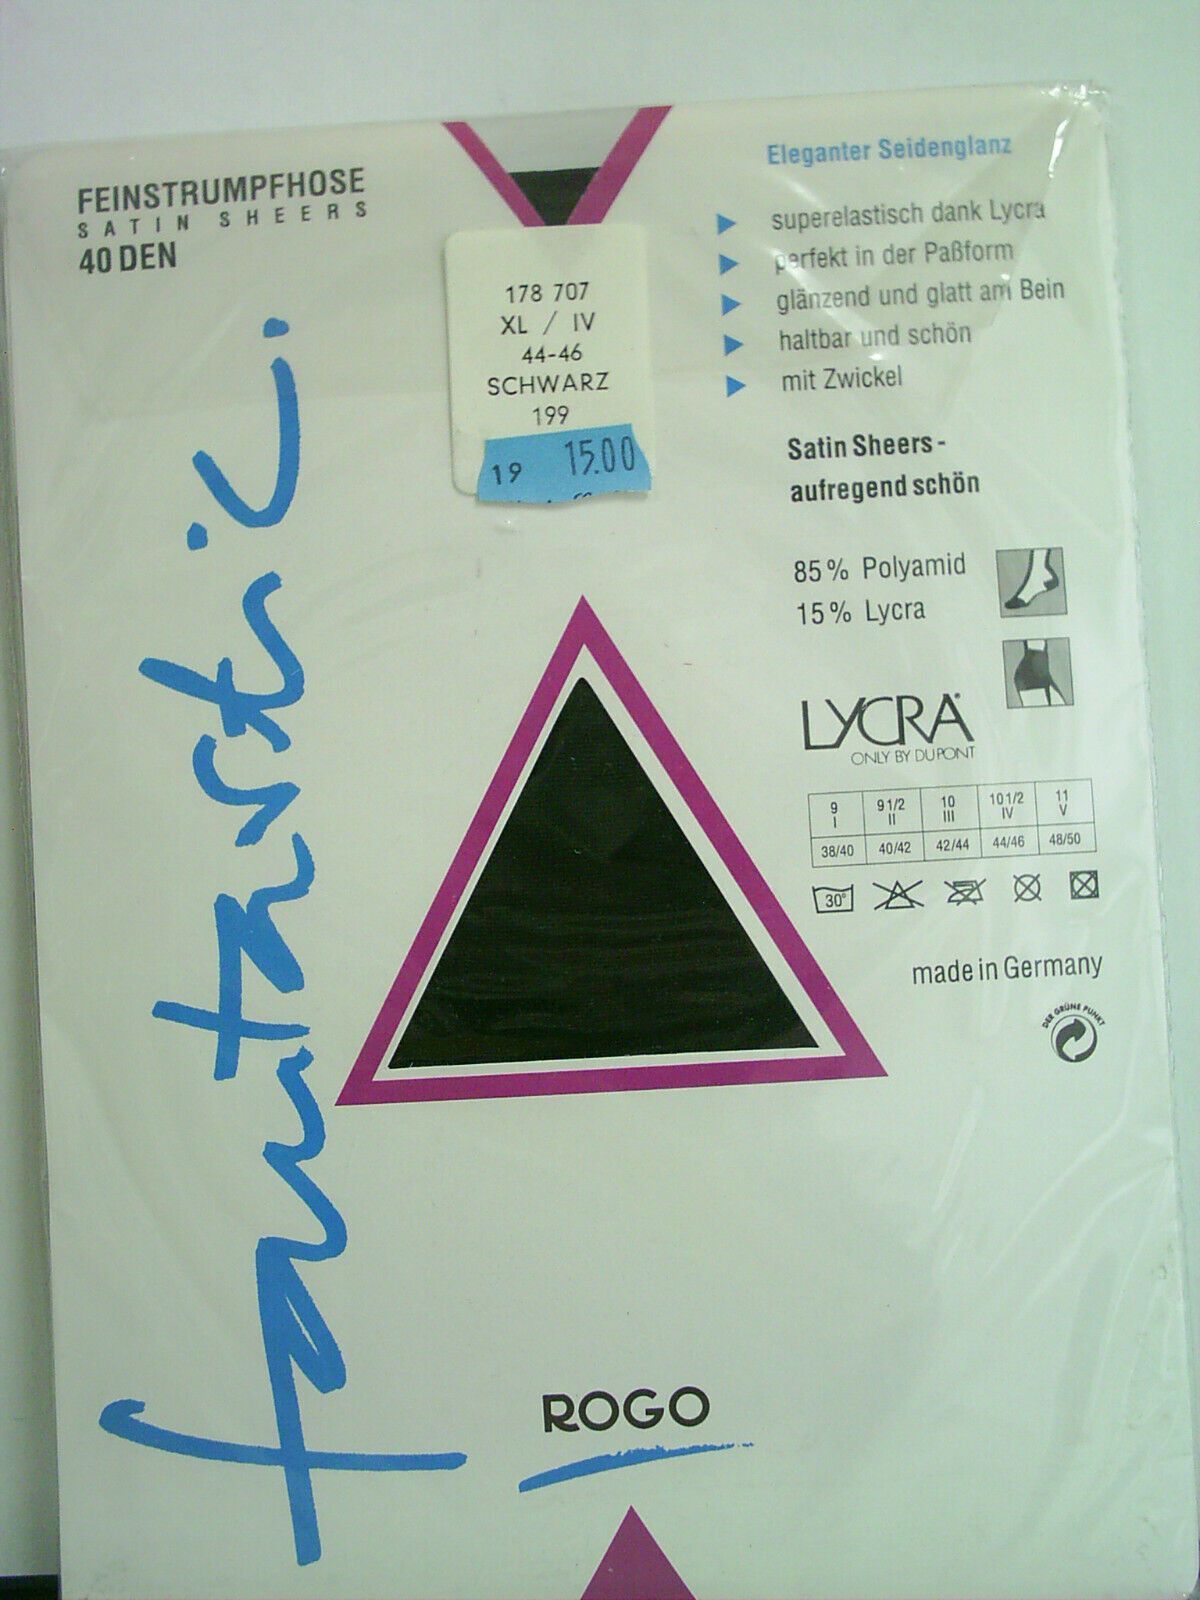 FEINSTRUMPFHOSE
SATIN SHEERS
40 DEN
fantastic.
178 707
XL / IV
44-46
SCHWARZ
199
19 15.00
Eleganter Seidenglanz
superelastisch dank Lycra
perfekt in der Paßform
glänzend und glatt am Bein
haltbar und schön
mit Zwickel
Satin Sheers -
aufregend schön
85% Polyamid
15% Lycra
LYCRA®
ONLY BY DUPONT
9 9 1/2 10 10 1/2 11
I II III IV V
38/40 40/42 42/44 44/46 48/50
30°
made in Germany
DER GRÜNE PUNKT
ROGO